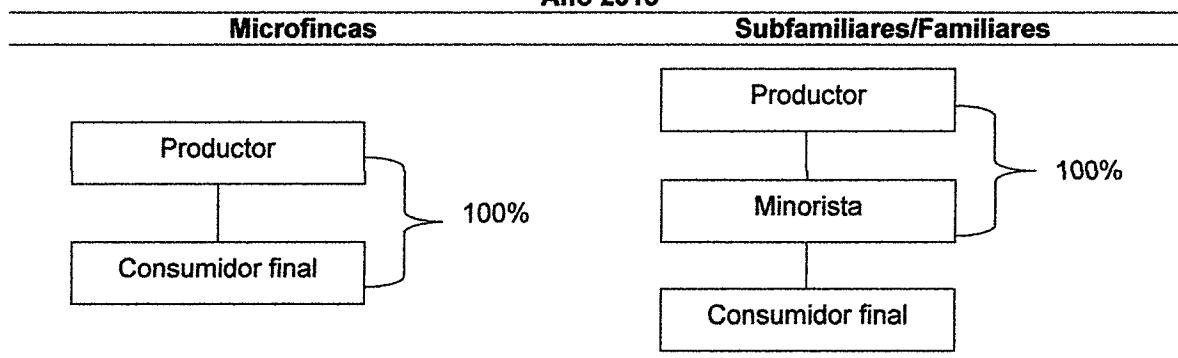 Microfincas
Subfamiliares/Familiares
Productor
Consumidor final
100%
Productor
Minorista
Consumidor final
100%